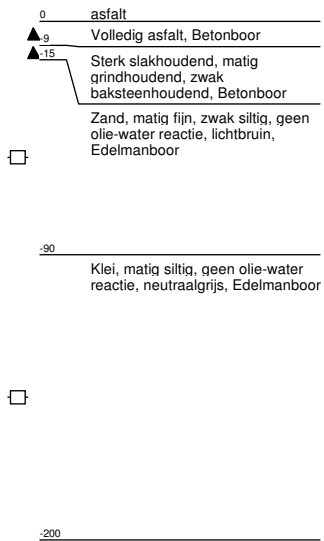 0 asfalt
-9 Volledig asfalt, Betonboor
-15
Sterk slakhoudend, matig
grindhoudend, zwak
baksteenhoudend, Betonboor
Zand, matig fijn, zwak siltig, geen
olie-water reactie, lichtbruin,
Edelmanboor
-90
Klei, matig siltig, geen olie-water
reactie, neutraalgrijs, Edelmanboor
-200